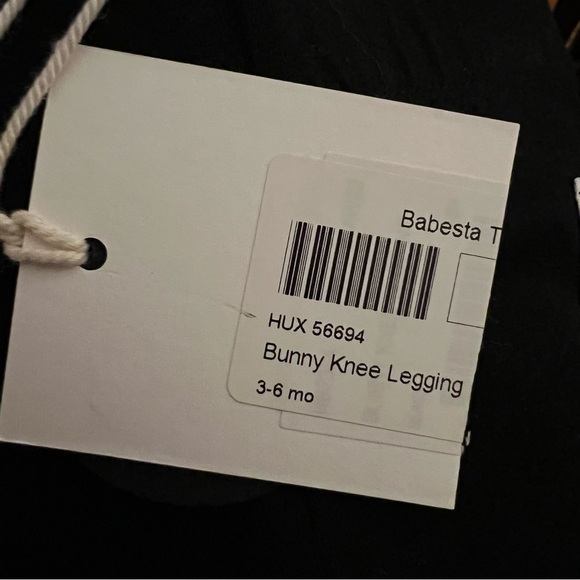 Babesta T
HUX 56694
Bunny Knee Legging
3-6 mo